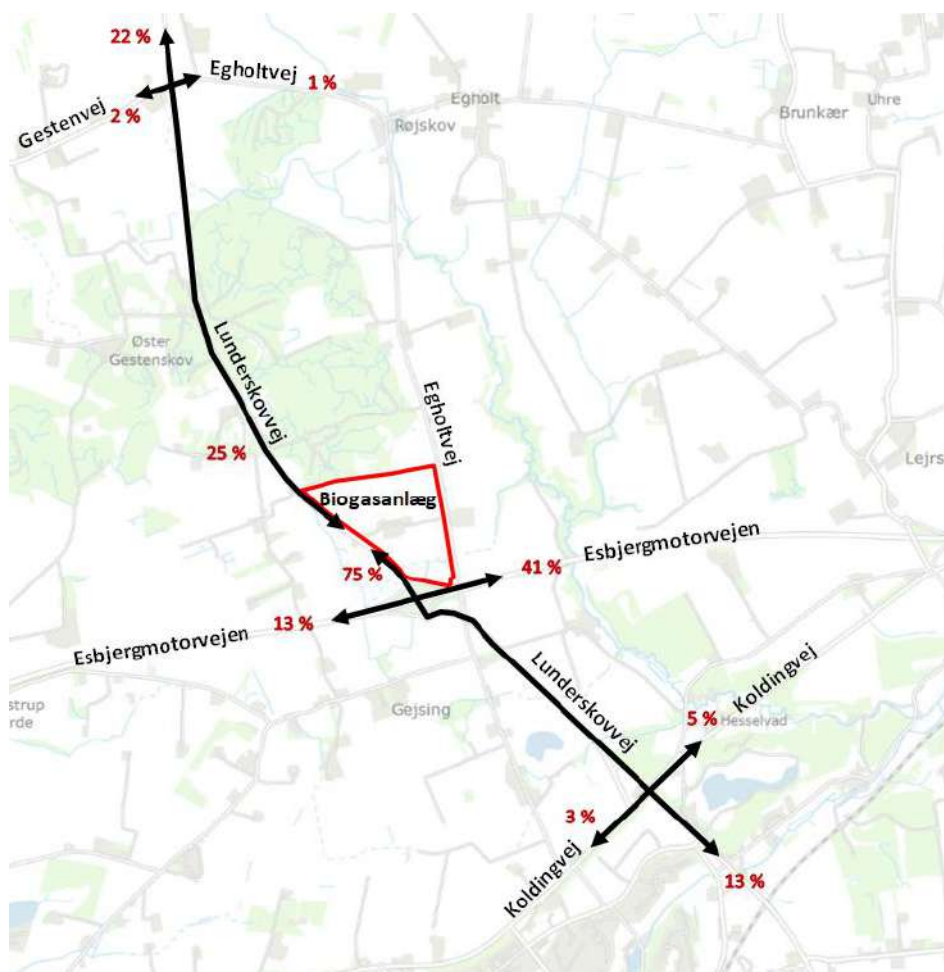 22 %
Egholtvej
1 %
Gestenvej
2 %
Egholt
Røjskov
Brunkær
Uhre
Øster
Gestenskov
Lunderskovvej
Egholtvej
25 %
Lejrs
Biogasanlæg
Esbjergmotorvejen
75 %
41 %
13 %
Esbjergmotorvejen
Lunderskovvej
Koldingvej
strup
rde
Gejsing
5 %
Hesselvad
3 %
Koldingvej
13 %